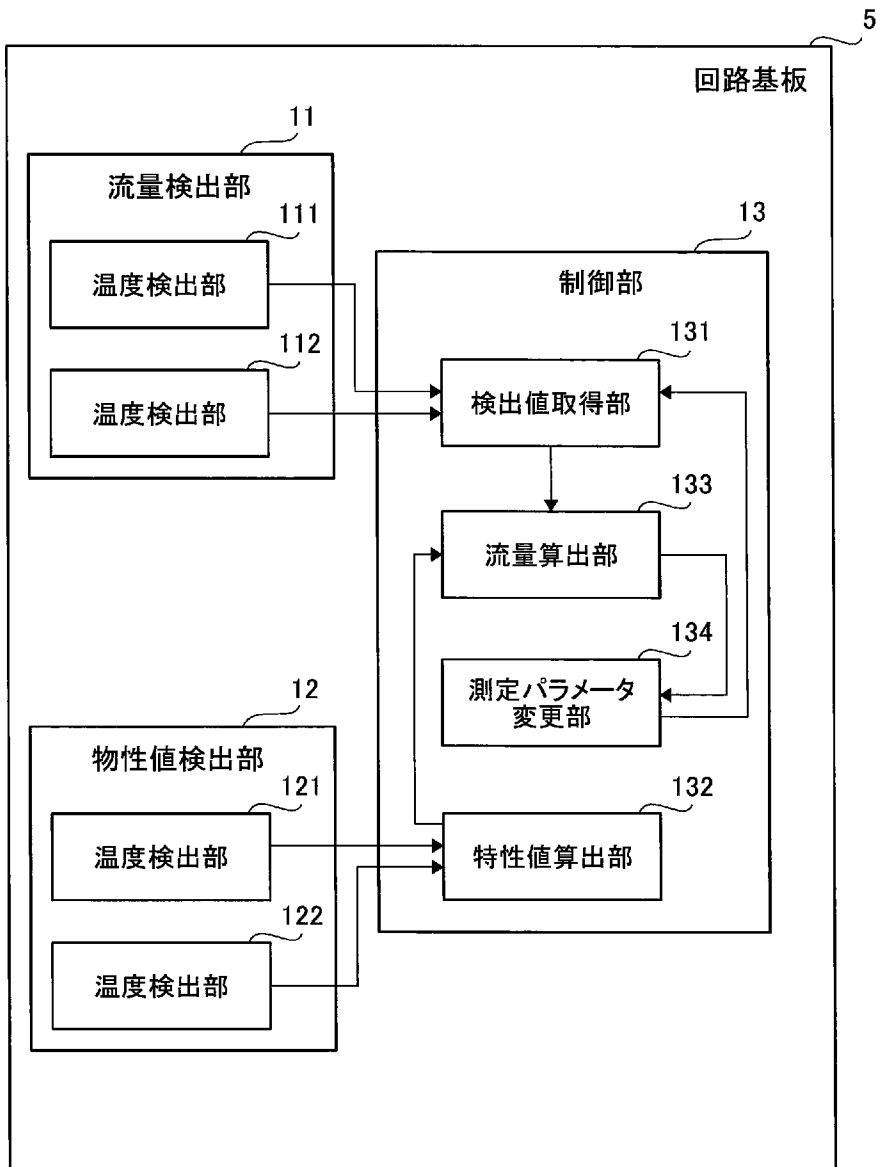 5
回路基板
11
流量検出部
111
温度検出部
112
温度検出部
13
制御部
131
検出値取得部
133
流量算出部
134
測定パラメータ
変更部
132
特性値算出部
12
物性値検出部
121
温度検出部
122
温度検出部